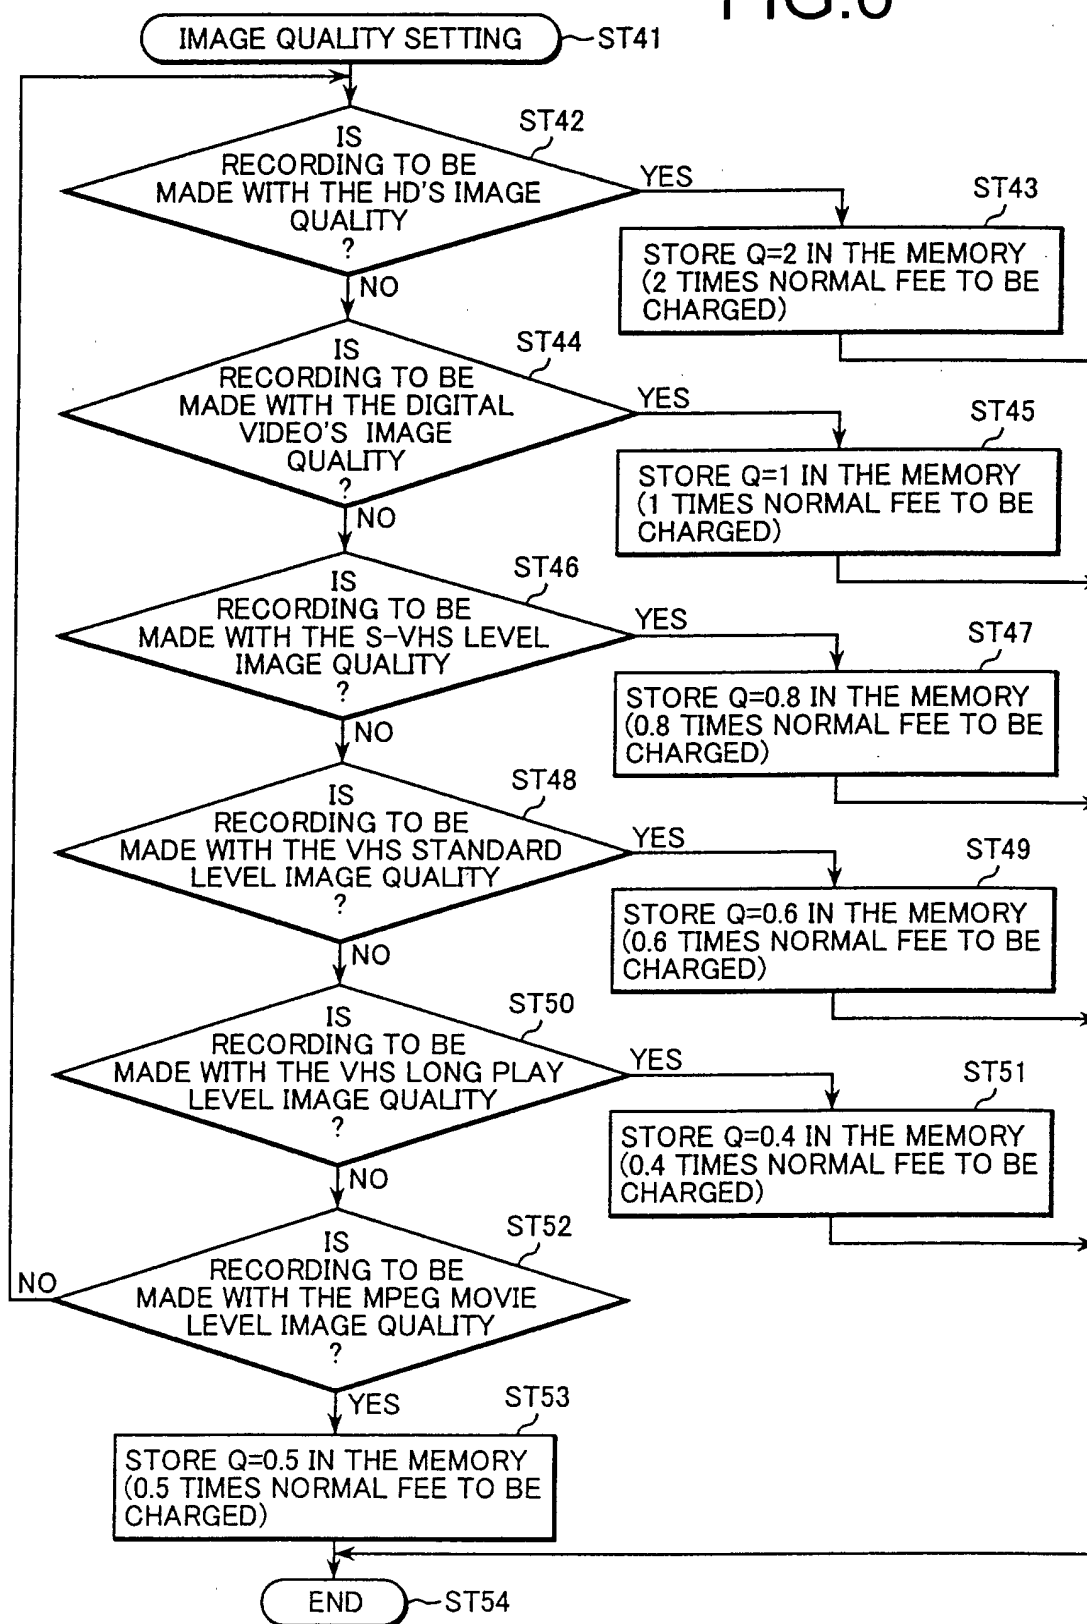 FIG.6
IMAGE QUALITY SETTING
ST41
ST42
IS
RECORDING TO BE
MADE WITH THE HD'S IMAGE
QUALITY
?
YES
ST43
STORE Q=2 IN THE MEMORY
(2 TIMES NORMAL FEE TO BE
CHARGED)
NO
ST44
IS
RECORDING TO BE
MADE WITH THE DIGITAL
VIDEO'S IMAGE
QUALITY
?
YES
ST45
STORE Q=1 IN THE MEMORY
(1 TIMES NORMAL FEE TO BE
CHARGED)
NO
ST46
IS
RECORDING TO BE
MADE WITH THE S-VHS LEVEL
IMAGE QUALITY
?
YES
ST47
STORE Q=0.8 IN THE MEMORY
(0.8 TIMES NORMAL FEE TO BE
CHARGED)
NO
ST48
IS
RECORDING TO BE
MADE WITH THE VHS STANDARD
LEVEL IMAGE QUALITY
?
YES
ST49
STORE Q=0.6 IN THE MEMORY
(0.6 TIMES NORMAL FEE TO BE
CHARGED)
NO
ST50
IS
RECORDING TO BE
MADE WITH THE VHS LONG PLAY
LEVEL IMAGE QUALITY
?
YES
ST51
STORE Q=0.4 IN THE MEMORY
(0.4 TIMES NORMAL FEE TO BE
CHARGED)
NO
ST52
IS
RECORDING TO BE
MADE WITH THE MPEG MOVIE
LEVEL IMAGE QUALITY
?
NO
YES
ST53
STORE Q=0.5 IN THE MEMORY
(0.5 TIMES NORMAL FEE TO BE
CHARGED)
END
ST54